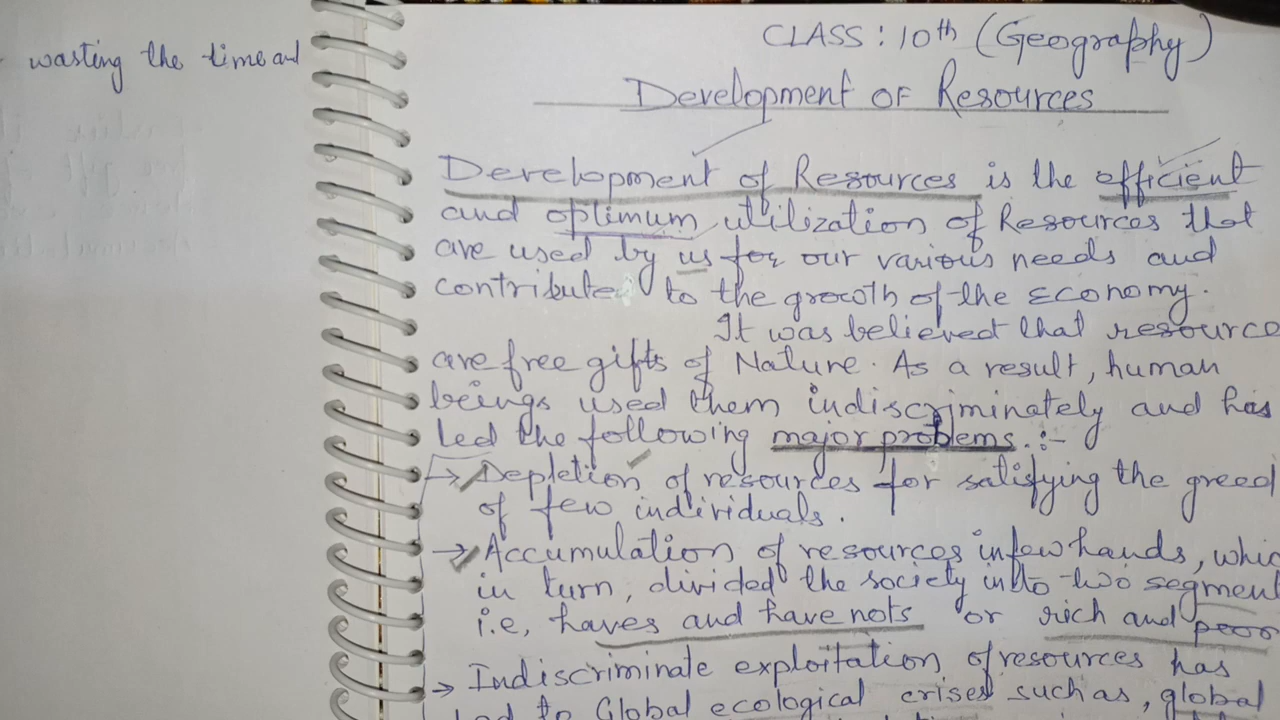 wasting the time and
CLASS : 10th (Geography)
Development OF Resources
Development of Resources is the efficient
and optimum utilization of Resources that
are used by us for our various needs and
contribute to the growth of the Economy.
It was believed that resource
are free gifts of Nature. As a result, human
beings used them indiscriminately and has
led the following major problems. :-
→ Depletion of resources for satisfying the greed
of few individuals.
→ Accumulation of resources in few hands, whic
in turn, divided the society into two segment
i.e, haves and have nots or rich and poor
→ Indiscriminate exploitation of resources has
led to Global ecological crises such as, global